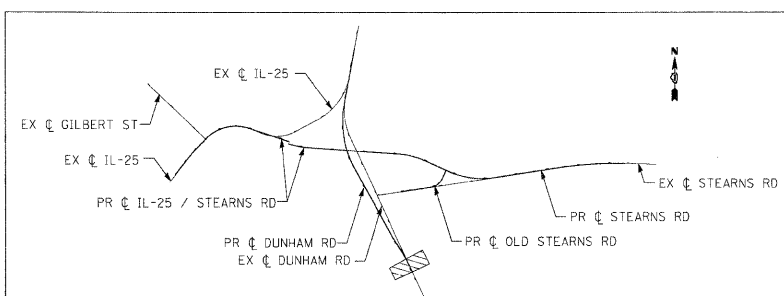 N
EX ℄ IL-25
EX ℄ GILBERT ST
EX ℄ IL-25
PR ℄ IL-25 / STEARNS RD
EX ℄ STEARNS RD
PR ℄ STEARNS RD
PR ℄ DUNHAM RD
PR ℄ OLD STEARNS RD
EX ℄ DUNHAM RD